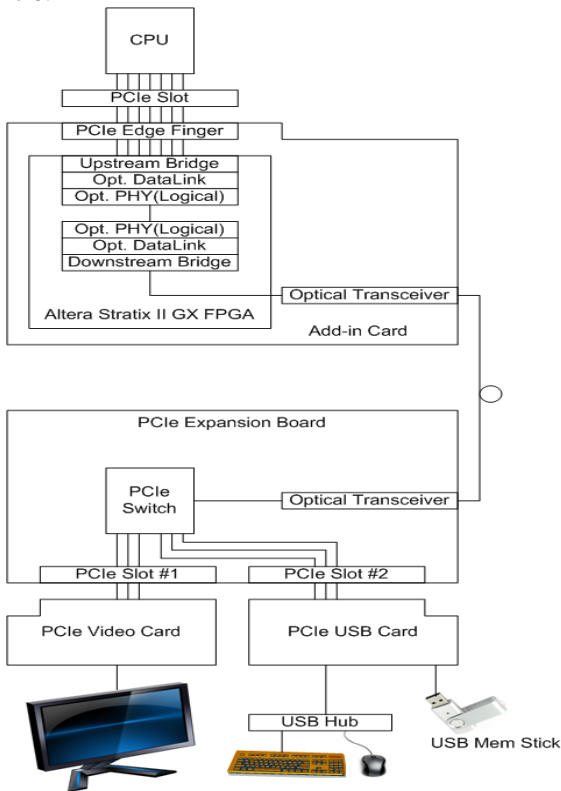 CPU
PCIe Slot
PCIe Edge Finger
Upstream Bridge
Opt. DataLink
Opt. PHY(Logical)
Opt. PHY(Logical)
Opt. DataLink
Downstream Bridge
Optical Transceiver
Altera Stratix II GX FPGA
Add-in Card
PCIe Expansion Board
PCIe
Switch
Optical Transceiver
PCIe Slot #1
PCIe Slot #2
PCIe Video Card
PCIe USB Card
USB Hub
USB Mem Stick